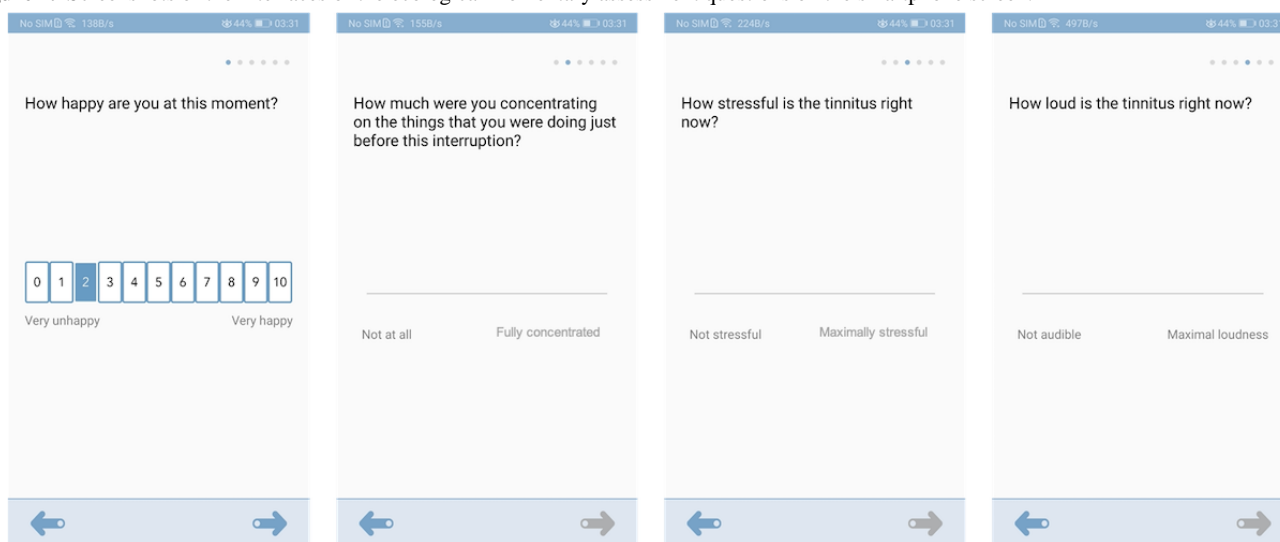 No SIM 138B/s 44% 03:31
How happy are you at this moment?
0 1 2 3 4 5 6 7 8 9 10
Very unhappy Very happy
No SIM 155B/s 44% 03:31
How much were you concentrating
on the things that you were doing just
before this interruption?
Not at all Fully concentrated
No SIM 224B/s 44% 03:31
How stressful is the tinnitus right
now?
Not stressful Maximally stressful
No SIM 497B/s 44% 03:31
How loud is the tinnitus right now?
Not audible Maximal loudness